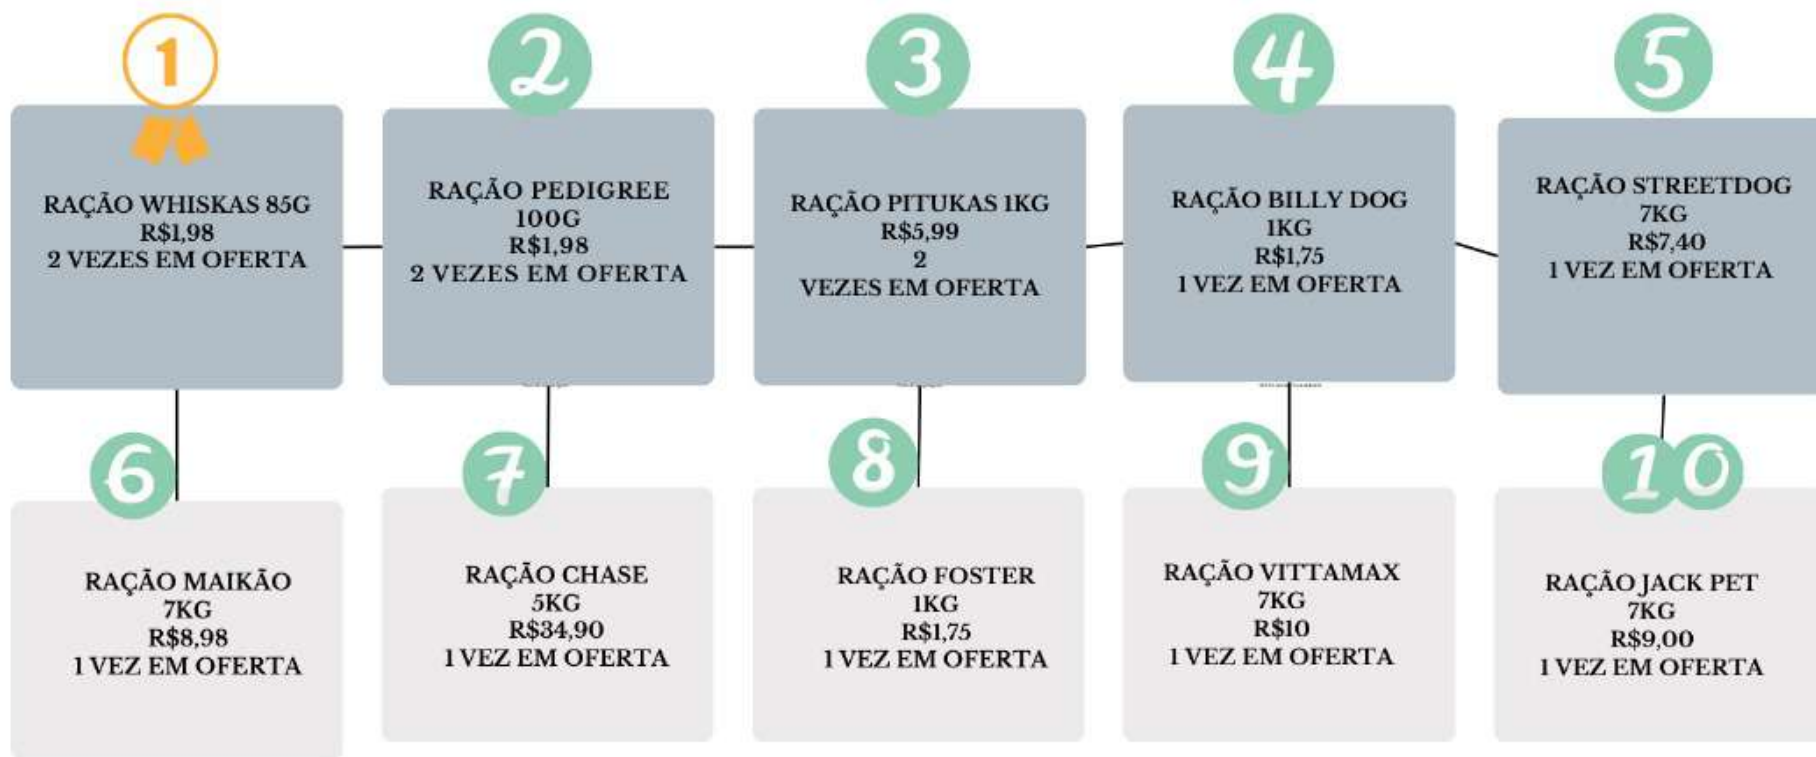 1
RAÇÃO WHISKAS 85G
R$1,98
2 VEZES EM OFERTA
2
RAÇÃO PEDIGREE
100G
R$1,98
2 VEZES EM OFERTA
3
RAÇÃO PITUKAS 1KG
R$5,99
2
VEZES EM OFERTA
4
RAÇÃO BILLY DOG
1KG
R$1,75
1 VEZ EM OFERTA
5
RAÇÃO STREETDOG
7KG
R$7,40
1 VEZ EM OFERTA
6
RAÇÃO MAIKÃO
7KG
R$8,98
1 VEZ EM OFERTA
7
RAÇÃO CHASE
5KG
R$34,90
1 VEZ EM OFERTA
8
RAÇÃO FOSTER
1KG
R$1,75
1 VEZ EM OFERTA
9
RAÇÃO VITTAMAX
7KG
R$10
1 VEZ EM OFERTA
10
RAÇÃO JACK PET
7KG
R$9,00
1 VEZ EM OFERTA